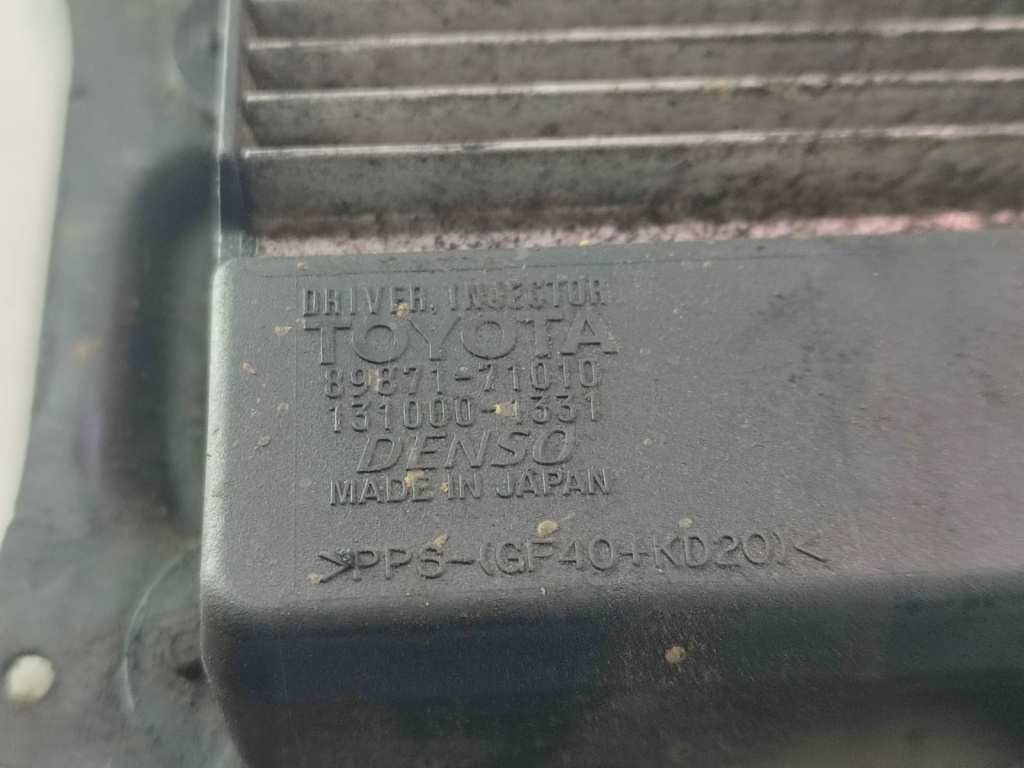 DRIVER, INJECTOR
TOYOTA
89871-71010
131000-1331
DENSO
MADE IN JAPAN
>PPS-(GF40+KD20)<